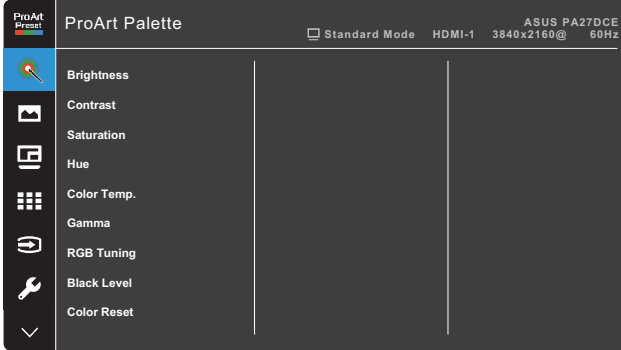 ProArt
Preset
ProArt Palette
ASUS PA27DCE
Standard Mode HDMI-1 3840x2160@ 60Hz
Brightness
Contrast
Saturation
Hue
Color Temp.
Gamma
RGB Tuning
Black Level
Color Reset